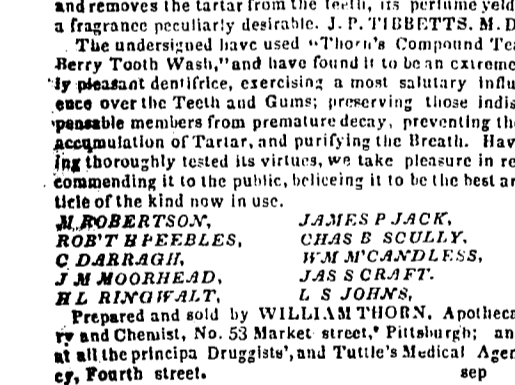 and removes the tartar from the teeth, its perfume yeld
a fragrance peculiarly desirable. J. P. TIBBETTS. M. D
The undersigned have used "Thorn's Compound Tea
Berry Tooth Wash," and have found it to be an extreme
ly pleasant dentifrice, exercising a most salutary influ
ence over the Teeth and Gums; preserving those indis
pensable members from premature decay, preventing the
accumulation of Tartar, and purifying the Breath. Hav
ing thoroughly tested its virtues, we take pleasure in re
commending it to the public, beliceing it to be the best ar
ticle of the kind now in use.
M ROBERTSON, JAMES P JACK,
ROB'T H PEEBLES, CHAS B SCULLY,
C DARRAGH, WM M'CANDLESS,
J M MOORHEAD, JAS S CRAFT.
H L RINGWALT, L S JOHNS,
Prepared and sold by WILLIAM THORN, Apotheca
ry and Chemist, No. 53 Market street, Pittsburgh; an
at all the principa Druggists', and Tuttle's Medical Agen
cy, Fourth street. sep